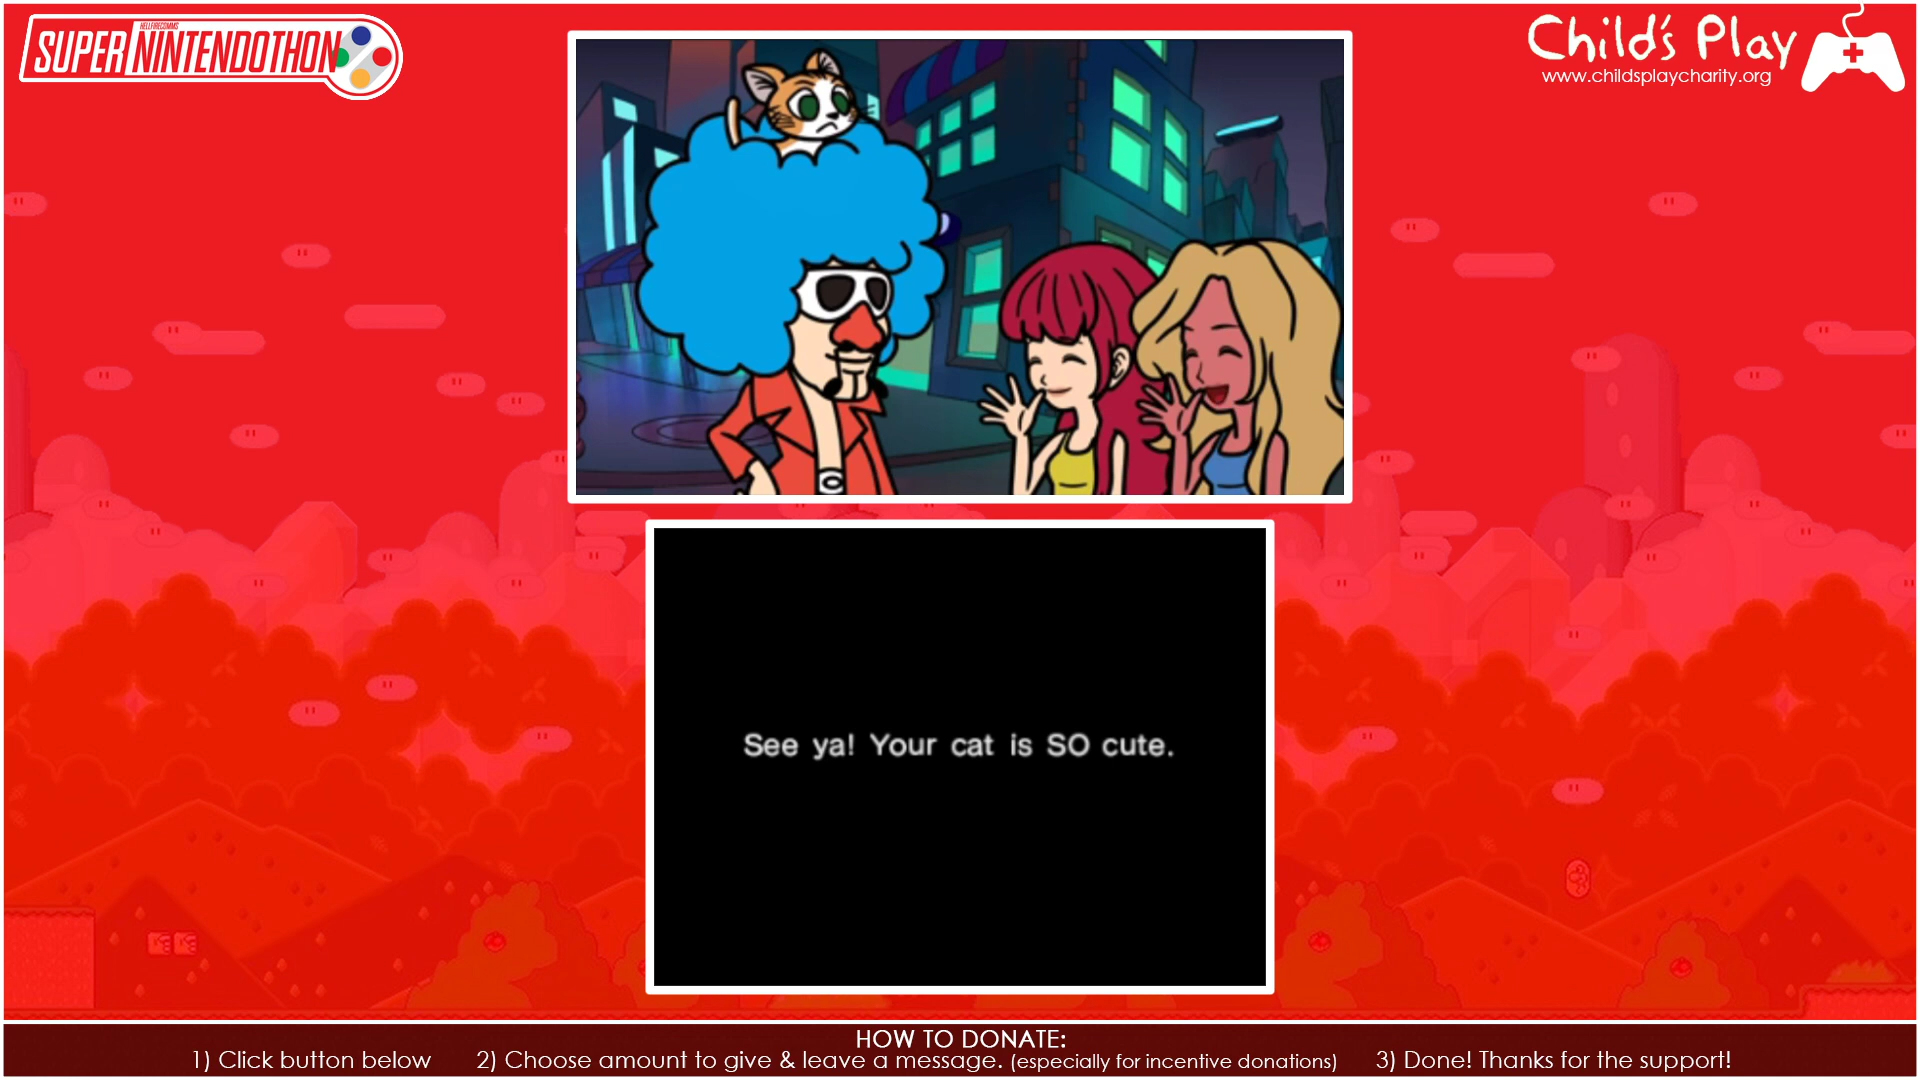 HELLFIRECOMMS
SUPER NINTENDOTHON
Child's Play
www.childsplaycharity.org
See ya! Your cat is SO cute.
HOW TO DONATE:
1) Click button below 2) Choose amount to give & leave a message. (especially for incentive donations) 3) Done! Thanks for the support!